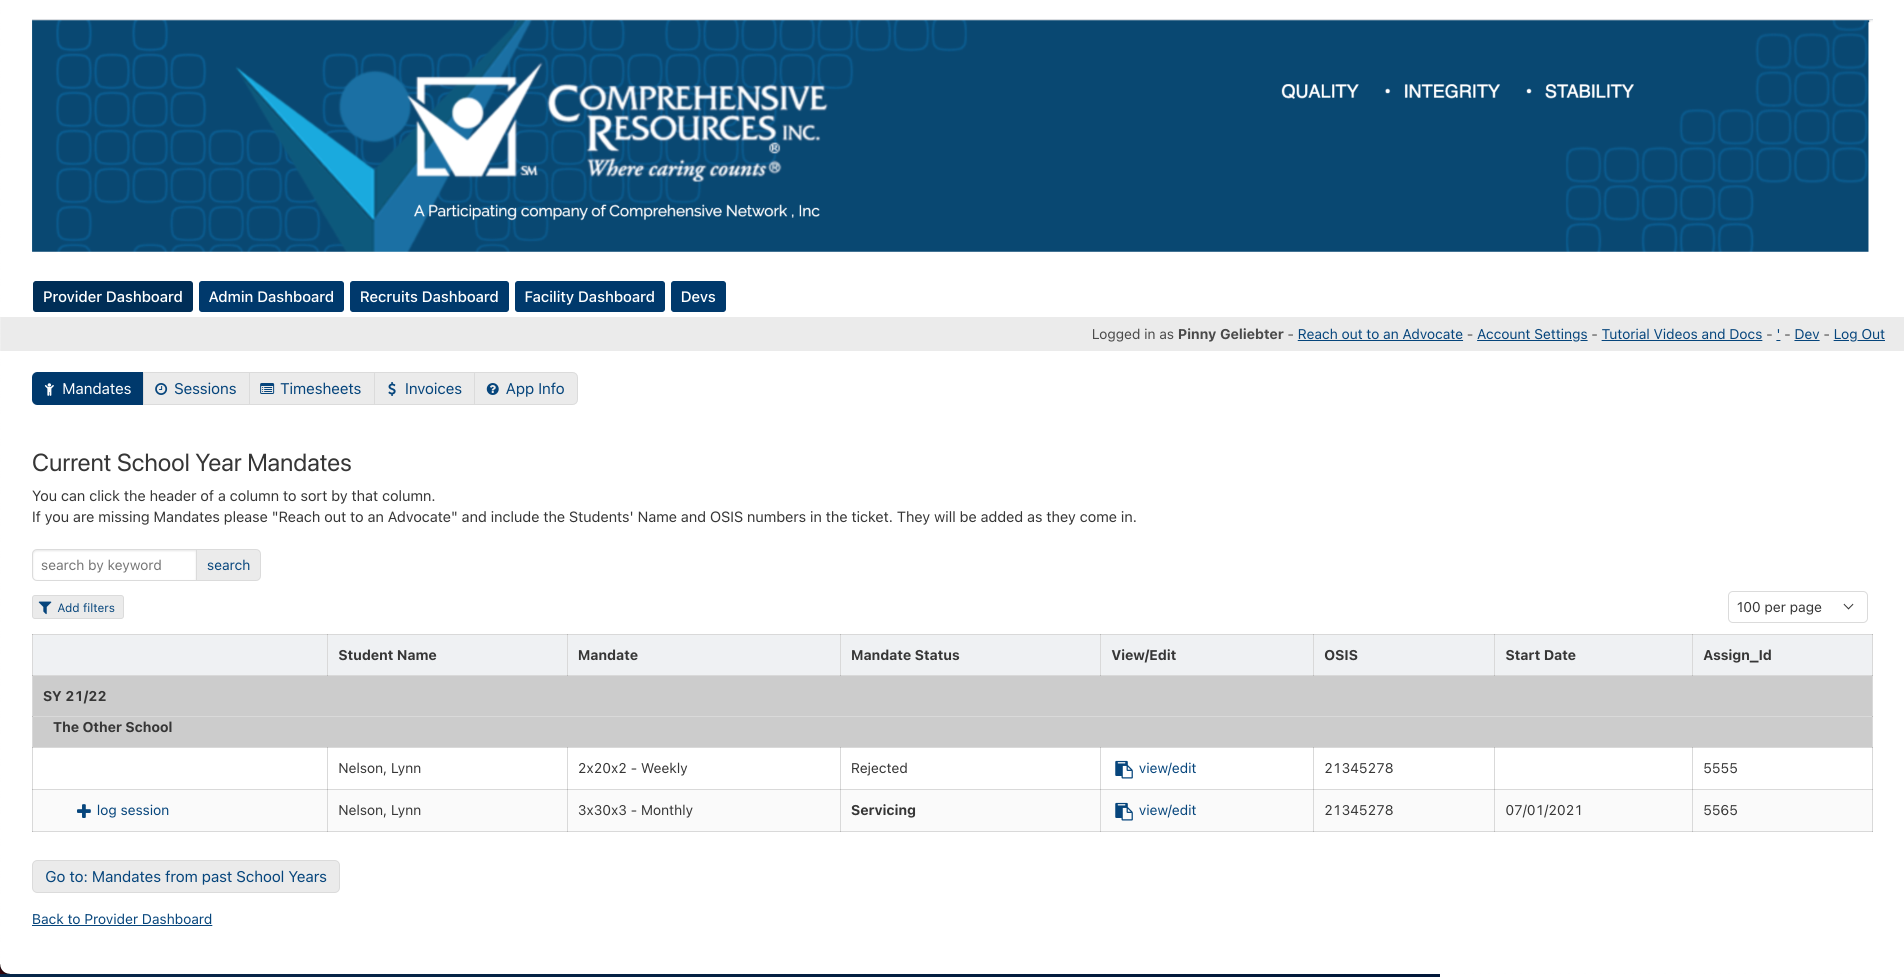 COMPREHENSIVE
RESOURCES INC.
®
SM
Where caring counts®
A Participating company of Comprehensive Network , Inc
QUALITY • INTEGRITY • STABILITY
Provider Dashboard Admin Dashboard Recruits Dashboard Facility Dashboard Devs
Logged in as Pinny Geliebter - Reach out to an Advocate - Account Settings - Tutorial Videos and Docs - ' - Dev - Log Out
Mandates Sessions Timesheets $ Invoices ? App Info
Current School Year Mandates
You can click the header of a column to sort by that column.
If you are missing Mandates please "Reach out to an Advocate" and include the Students' Name and OSIS numbers in the ticket. They will be added as they come in.
search by keyword search
Add filters
100 per page
Student Name Mandate Mandate Status View/Edit OSIS Start Date Assign_Id
SY 21/22
The Other School
Nelson, Lynn 2x20x2 - Weekly Rejected view/edit 21345278 5555
log session Nelson, Lynn 3x30x3 - Monthly Servicing view/edit 21345278 07/01/2021 5565
Go to: Mandates from past School Years
Back to Provider Dashboard